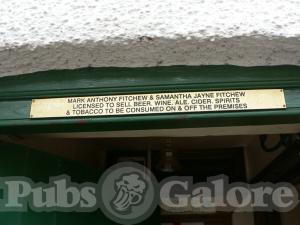 MARK ANTHONY FITCHEW & SAMANTHA JAYNE FITCHEW
LICENSED TO SELL BEER. WINE. ALE. CIDER. SPIRITS
& TOBACCO TO BE CONSUMED ON & OFF THE PREMISES
Pubs Galore